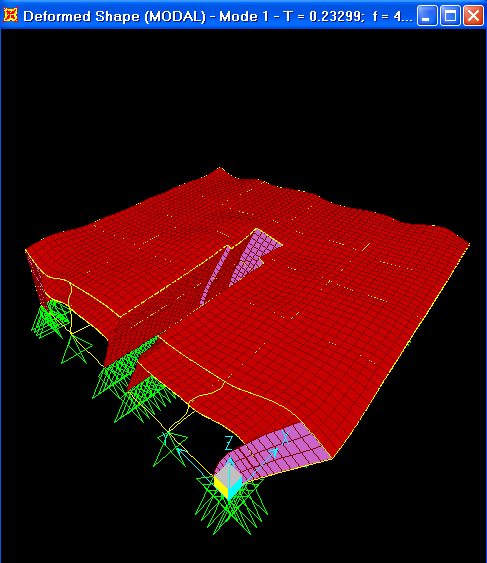 Deformed Shape (MODAL) - Mode 1 - T = 0.23299;  f = 4...
Z